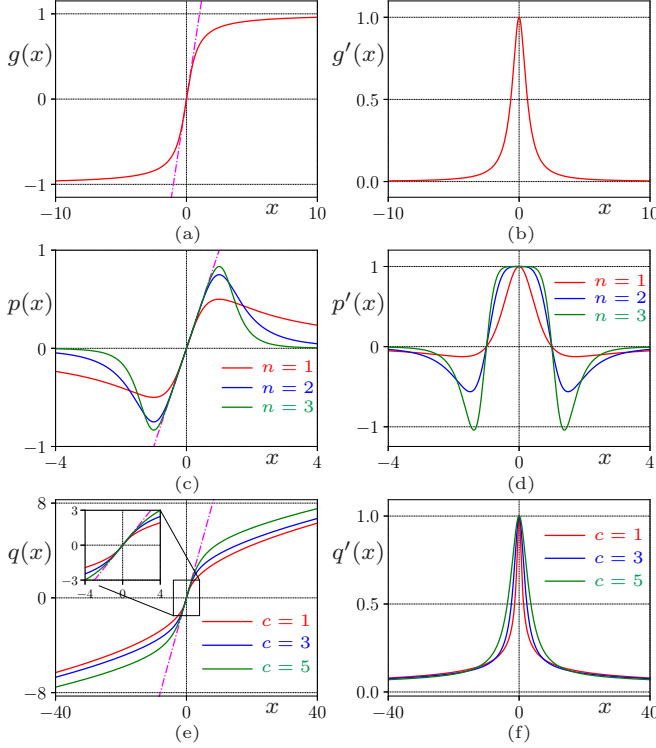 1
g(x)
0
−1
−10
0
x
10
(a)
1.0
g′(x)
0.5
0.0
−10
0
x
10
(b)
1
p(x)
0
n = 1
n = 2
n = 3
−1
−4
0
x
4
(c)
1
p′(x)
n = 1
n = 2
n = 3
0
−1
−4
0
x
4
(d)
8
3
q(x)
0
−3
−4
0
4
0
c = 1
c = 3
c = 5
−8
−40
0
x
40
(e)
1.0
q′(x)
c = 1
c = 3
c = 5
0.5
0.0
−40
0
x
40
(f)